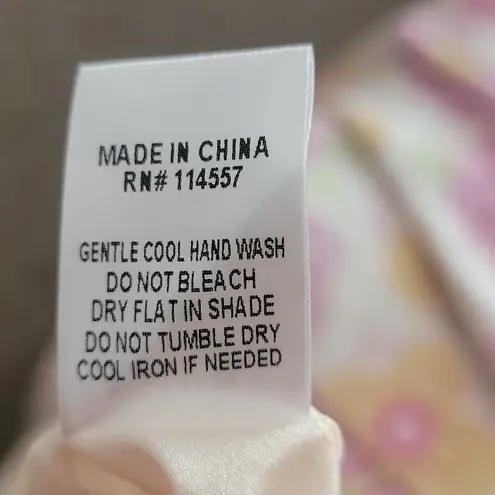 MADE IN CHINA
RN# 114557
GENTLE COOL HAND WASH
DO NOT BLEACH
DRY FLAT IN SHADE
DO NOT TUMBLE DRY
COOL IRON IF NEEDED